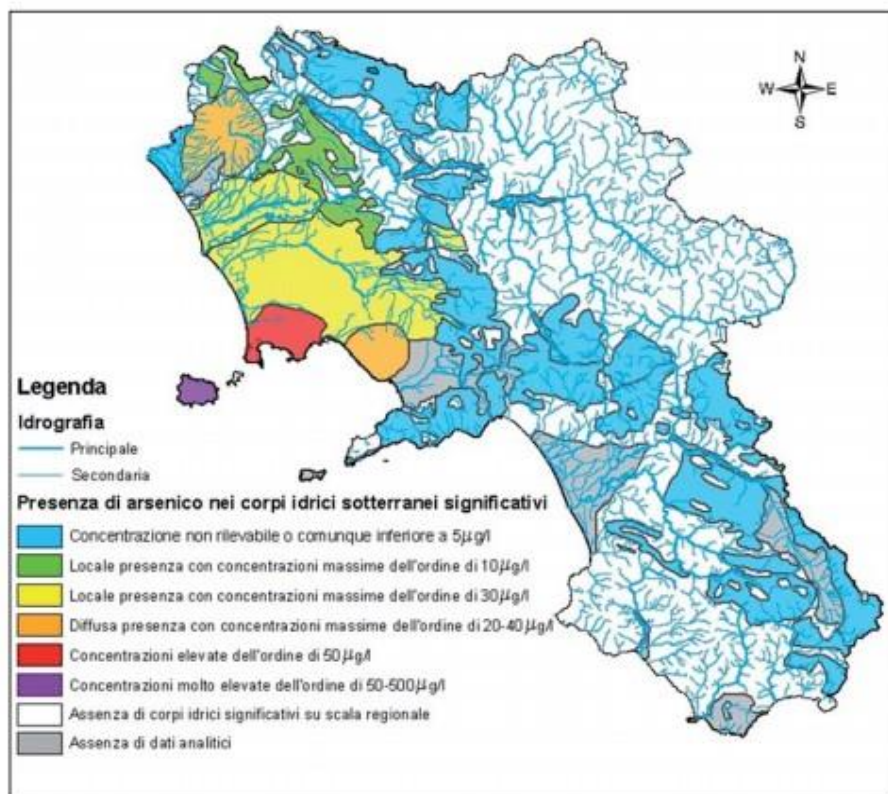 N
W E
S
Legenda
Idrografia
Principale
Secondaria
Presenza di arsenico nei corpi idrici sotterranei significativi
Concentrazione non rilevabile o comunque inferiore a 5µg/l
Locale presenza con concentrazioni massime dell'ordine di 10µg/l
Locale presenza con concentrazioni massime dell'ordine di 30µg/l
Diffusa presenza con concentrazioni massime dell'ordine di 20-40µg/l
Concentrazioni elevate dell'ordine di 50µg/l
Concentrazioni molto elevate dell'ordine di 50-500µg/l
Assenza di corpi idrici significativi su scala regionale
Assenza di dati analitici